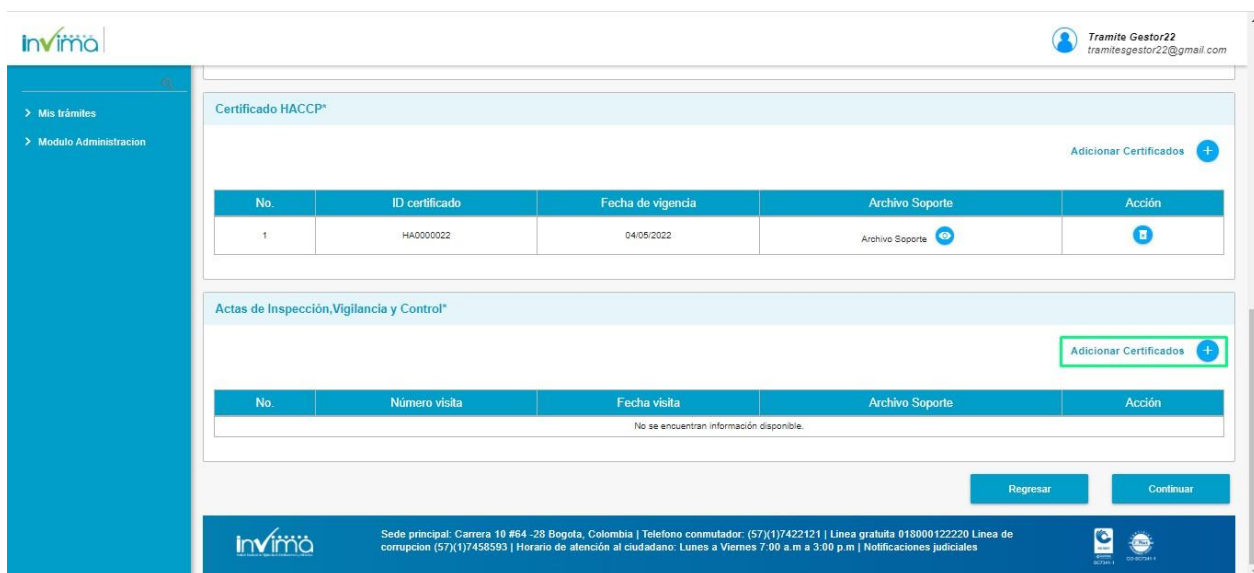 invima
Tramite Gestor22
tramitesgestor22@gmail.com
> Mis trámites
> Modulo Administracion
Certificado HACCP*
Adicionar Certificados +
No. ID certificado Fecha de vigencia Archivo Soporte Acción
1 HA0000022 04/05/2022 Archivo Soporte
Actas de Inspección,Vigilancia y Control*
Adicionar Certificados +
No. Número visita Fecha visita Archivo Soporte Acción
No se encuentran información disponible.
Regresar Continuar
invima
Sede principal: Carrera 10 #64 -28 Bogota, Colombia | Telefono conmutador: (57)(1)7422121 | Linea gratuita 018000122220 Linea de
corrupcion (57)(1)7458593 | Horario de atención al ciudadano: Lunes a Viernes 7:00 a.m a 3:00 p.m | Notificaciones judiciales